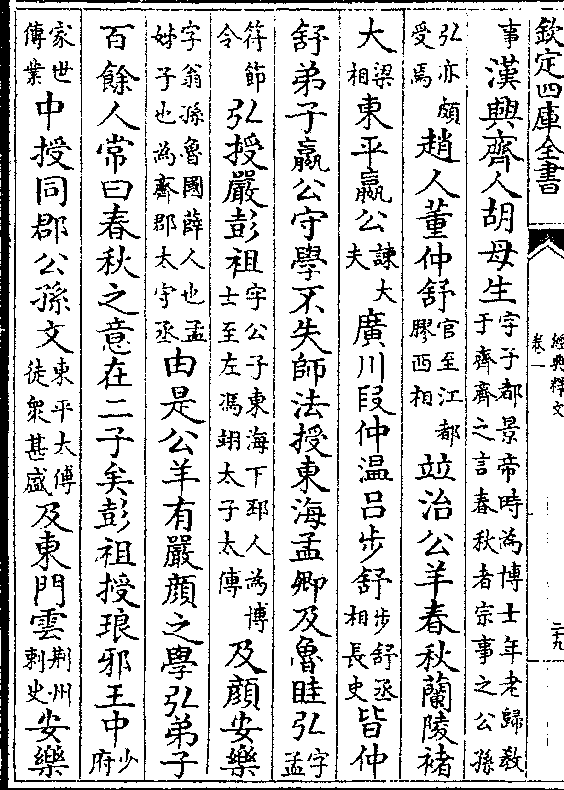 欽定四庫全書
經典釋文
卷一
二十九
事漢興齊人胡母生字子都景帝時為博士年老歸教于齊齊之言春秋者宗事之公孫
弘亦頗受焉趙人董仲舒官至江都膠西相竝治公羊春秋蘭陵褚
大梁相東平嬴公諫大夫廣川段仲温呂步舒步舒丞相長史皆仲
舒弟子嬴公守學不失師法授東海孟卿及魯眭弘字孟
符節令弘授嚴彭祖字公子東海下邳人為博士至左馮翊太子太傅及顔安樂
字翁孫魯國薛人也孟姊子也為齊郡太守丞由是公羊有嚴顔之學弘弟子
百餘人常曰春秋之意在二子矣彭祖授琅邪王中少府
家世傳業中授同郡公孫文東平太傅徒衆甚盛及東門雲荆州刺史安樂